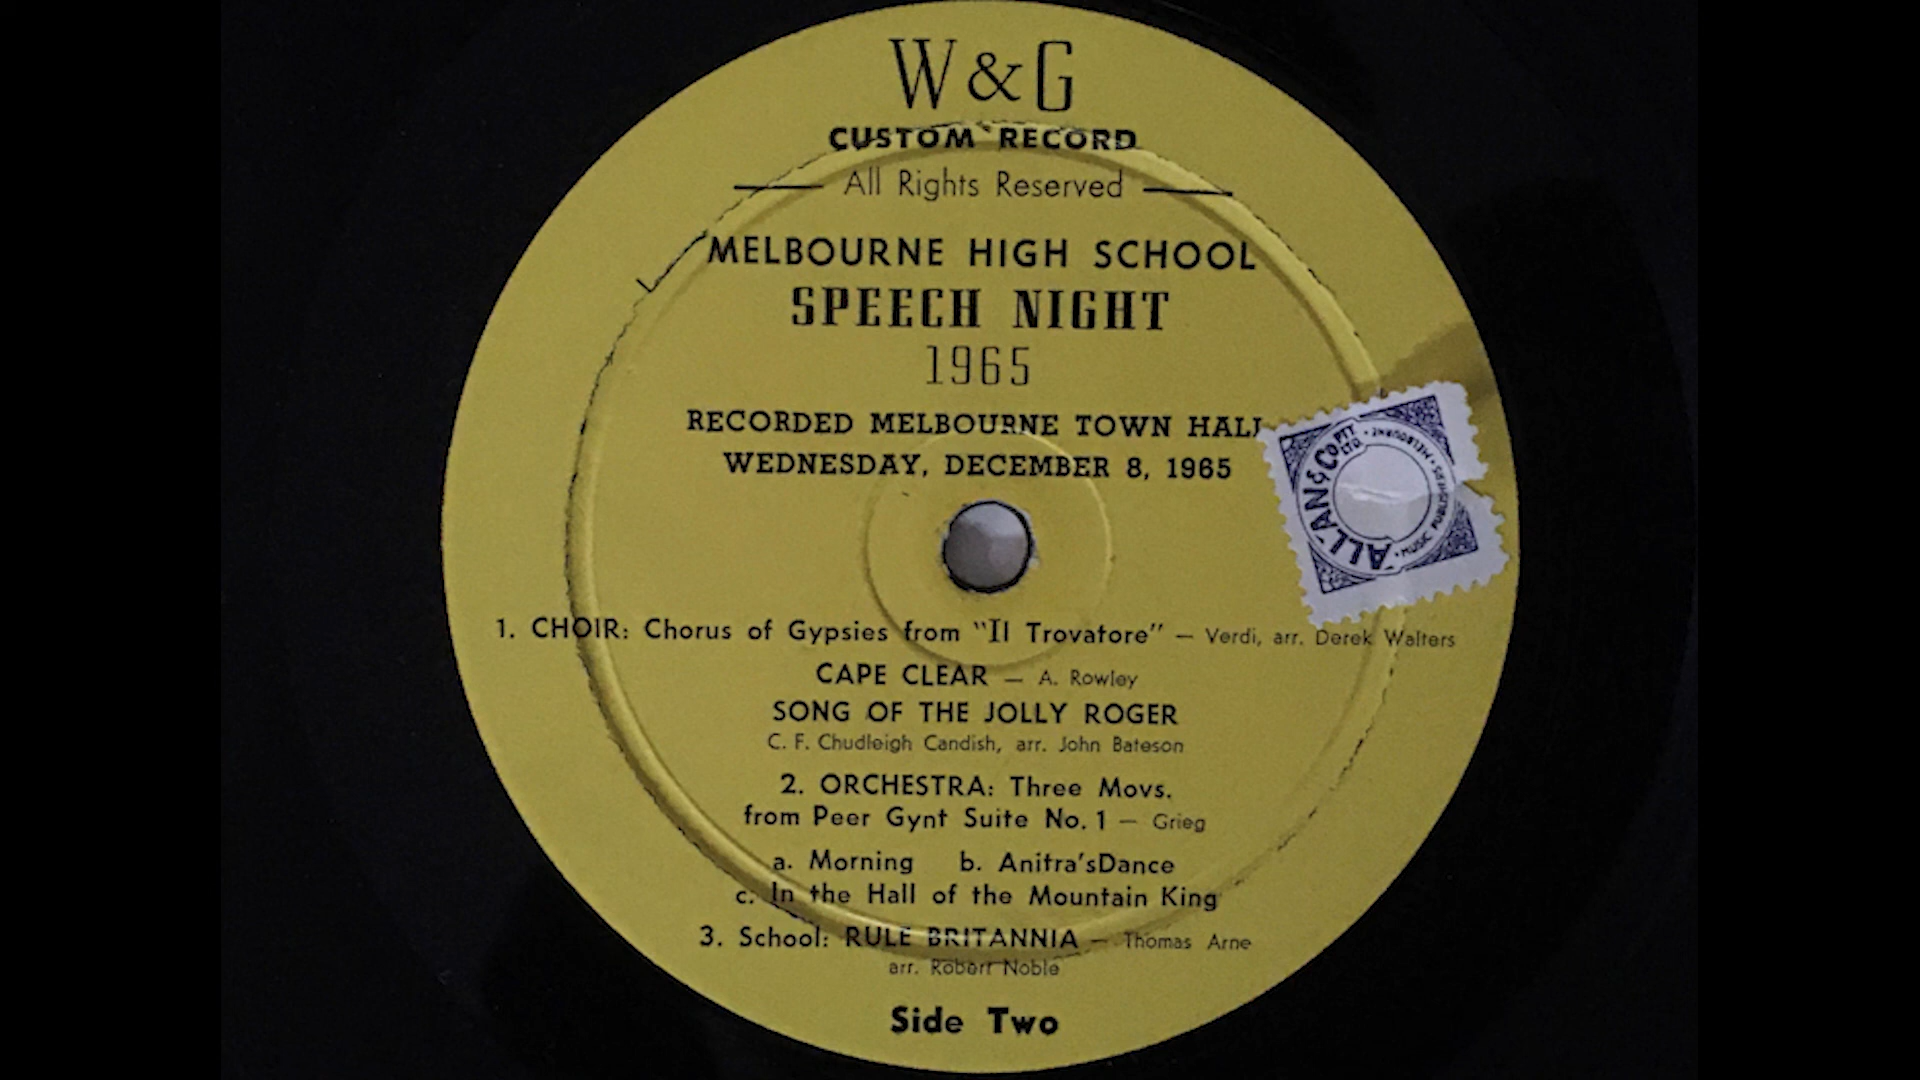 W & G
CUSTOM RECORD
All Rights Reserved
MELBOURNE HIGH SCHOOL
SPEECH NIGHT
1965
RECORDED MELBOURNE TOWN HALL
WEDNESDAY, DECEMBER 8, 1965
ALLAN & Co. PTY LTD.
• MUSIC PUBLISHERS • MELBOURNE •
1. CHOIR: Chorus of Gypsies from "Il Trovatore" — Verdi, arr. Derek Walters
CAPE CLEAR — A. Rowley
SONG OF THE JOLLY ROGER
C. F. Chudleigh Candish, arr. John Bateson
2. ORCHESTRA: Three Movs.
from Peer Gynt Suite No. 1 — Grieg
a. Morning b. Anitra'sDance
c. In the Hall of the Mountain King
3. School: RULE BRITANNIA — Thomas Arne
arr. Robert Noble
Side Two